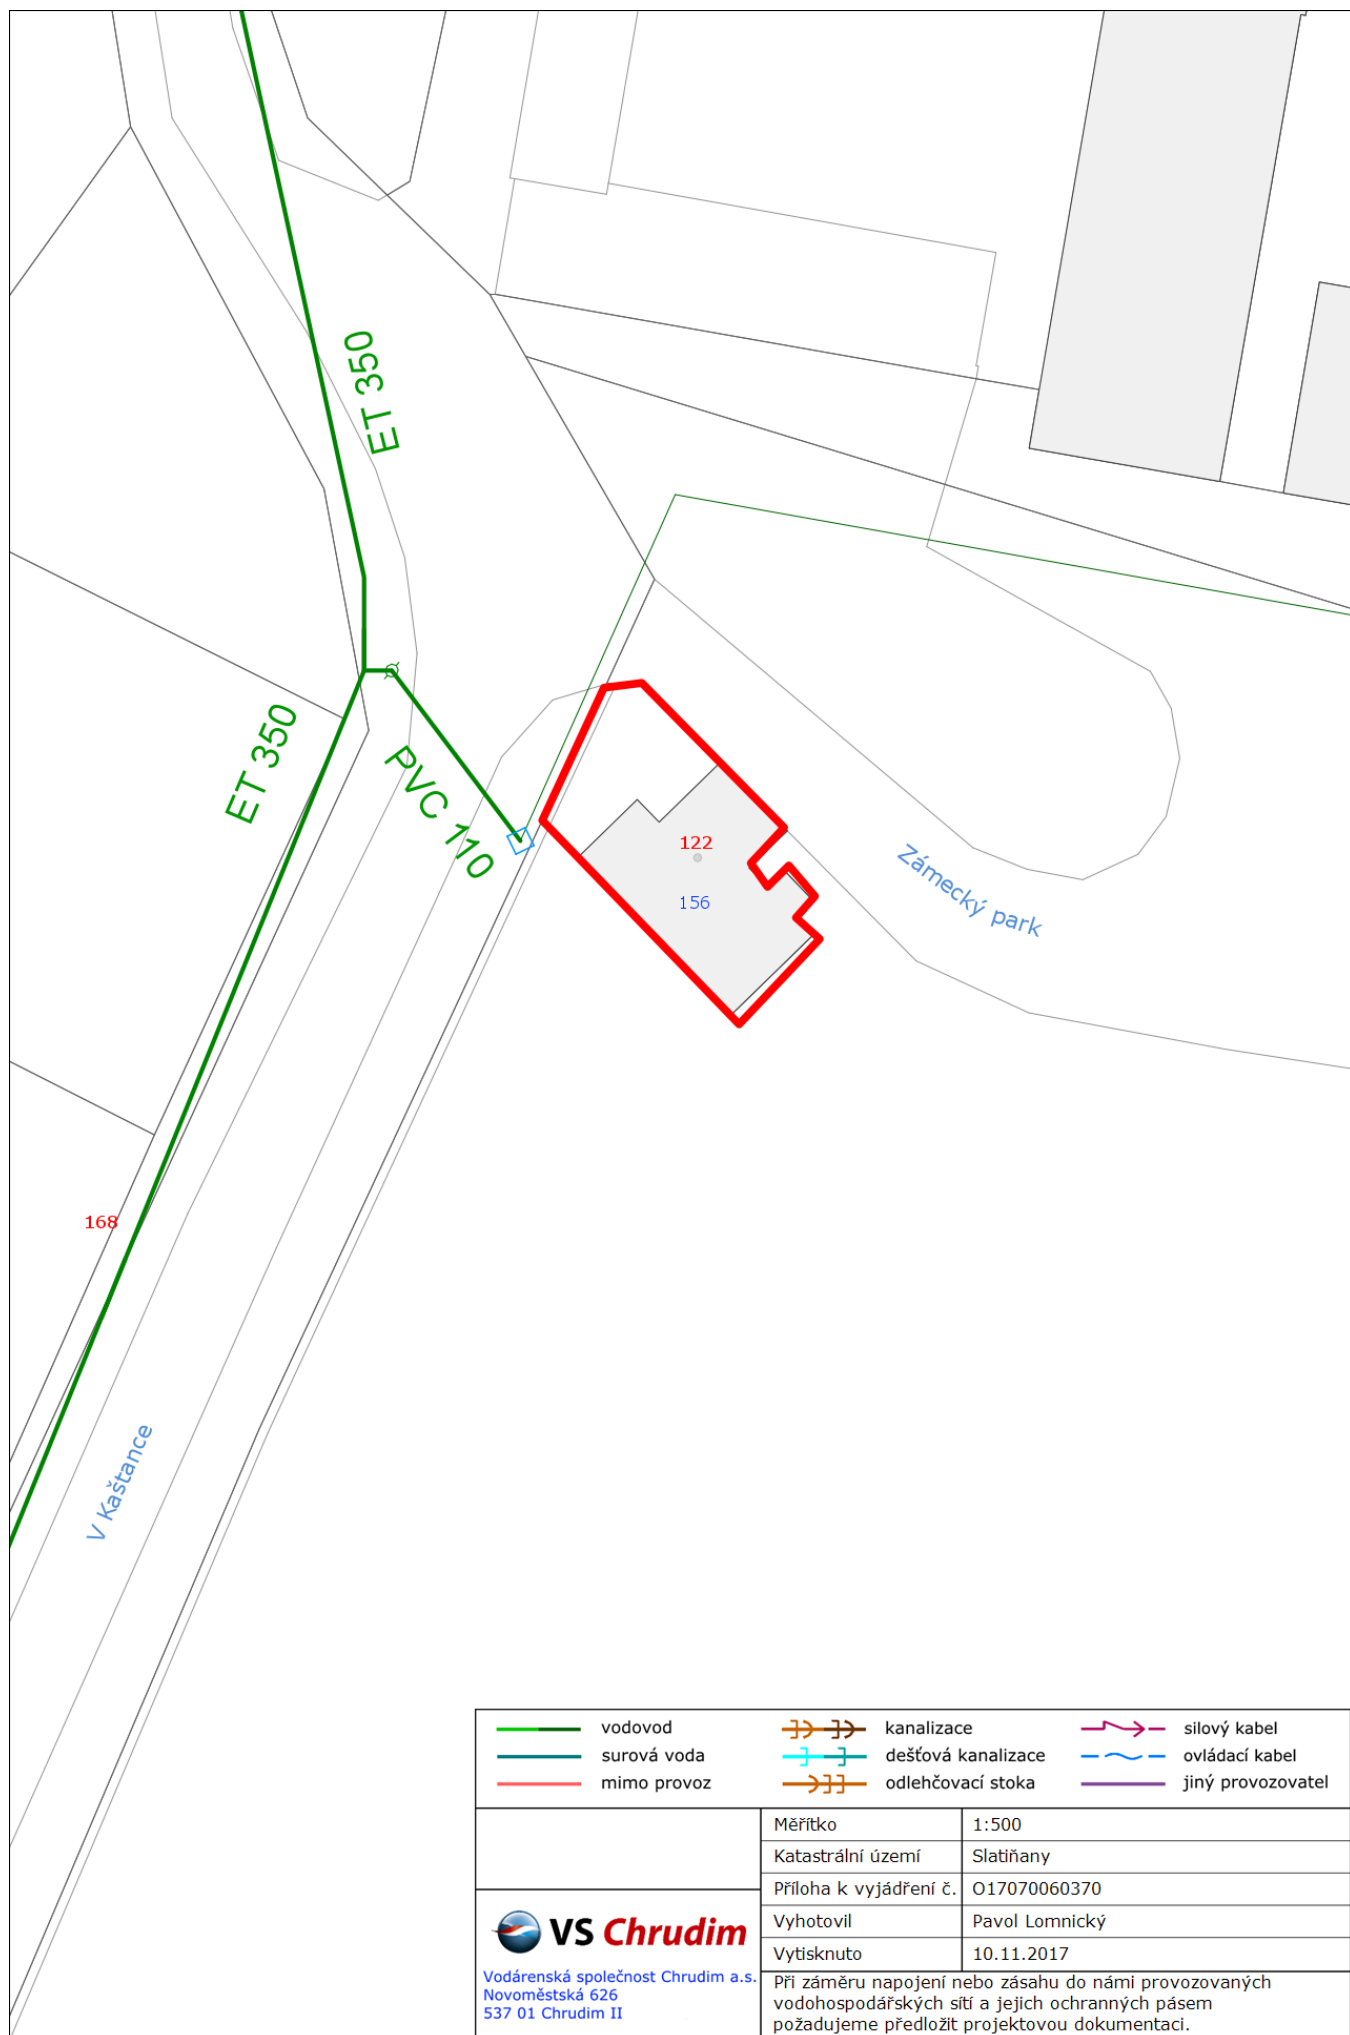 ET 350
ET 350
PVC 110
122
156
Zámecký park
168
V Kaštance
vodovod
surová voda
mimo provoz
kanalizace
dešťová kanalizace
odlehčovací stoka
silový kabel
ovládací kabel
jiný provozovatel
Měřítko 1:500
Katastrální území Slatiňany
Příloha k vyjádření č. O17070060370
Vyhotovil Pavol Lomnický
Vytisknuto 10.11.2017
VS Chrudim
Vodárenská společnost Chrudim a.s.
Novoměstská 626
537 01 Chrudim II
Při záměru napojení nebo zásahu do námi provozovaných
vodohospodářských sítí a jejich ochranných pásem
požadujeme předložit projektovou dokumentaci.